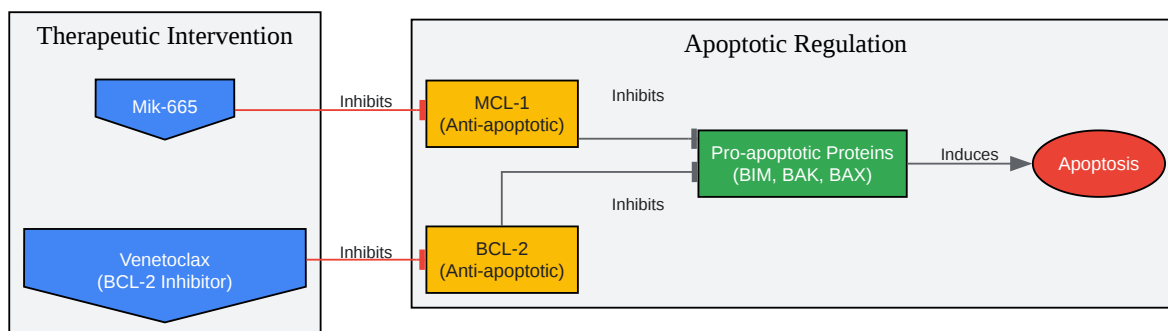 Therapeutic Intervention
Apoptotic Regulation
Mik-665
Inhibits
MCL-1
(Anti-apoptotic)
Inhibits
Pro-apoptotic Proteins
(BIM, BAK, BAX)
Induces
Apoptosis
Inhibits
Venetoclax
(BCL-2 Inhibitor)
Inhibits
BCL-2
(Anti-apoptotic)